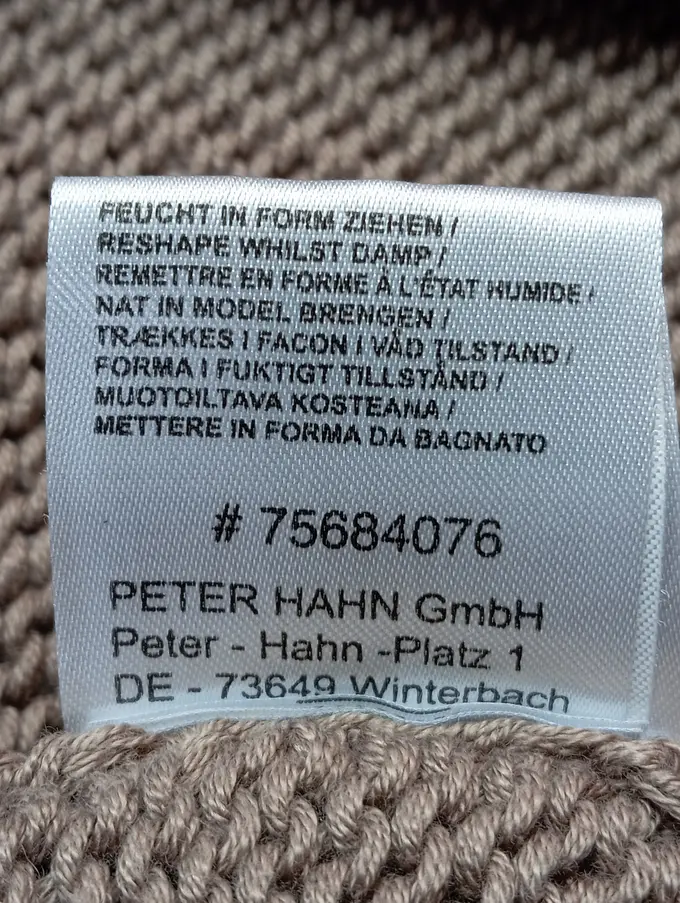 FEUCHT IN FORM ZIEHEN /
RESHAPE WHILST DAMP /
REMETTRE EN FORME À L'ÉTAT HUMIDE /
NAT IN MODEL BRENGEN /
TRÆKKES I FACON I VÅD TILSTAND /
FORMA I FUKTIGT TILLSTÅND /
MUOTOILTAVA KOSTEANA /
METTERE IN FORMA DA BAGNATO
# 75684076
PETER HAHN GmbH
Peter - Hahn -Platz 1
DE - 73649 Winterbach